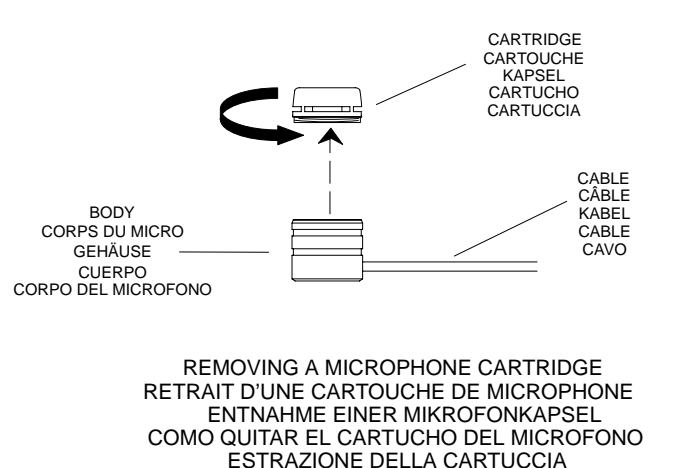 CARTRIDGE
CARTOUCHE
KAPSEL
CARTUCHO
CARTUCCIA
CABLE
CÂBLE
KABEL
CABLE
CAVO
BODY
CORPS DU MICRO
GEHÄUSE
CUERPO
CORPO DEL MICROFONO
REMOVING A MICROPHONE CARTRIDGE
RETRAIT D'UNE CARTOUCHE DE MICROPHONE
ENTNAHME EINER MIKROFONKAPSEL
COMO QUITAR EL CARTUCHO DEL MICROFONO
ESTRAZIONE DELLA CARTUCCIA